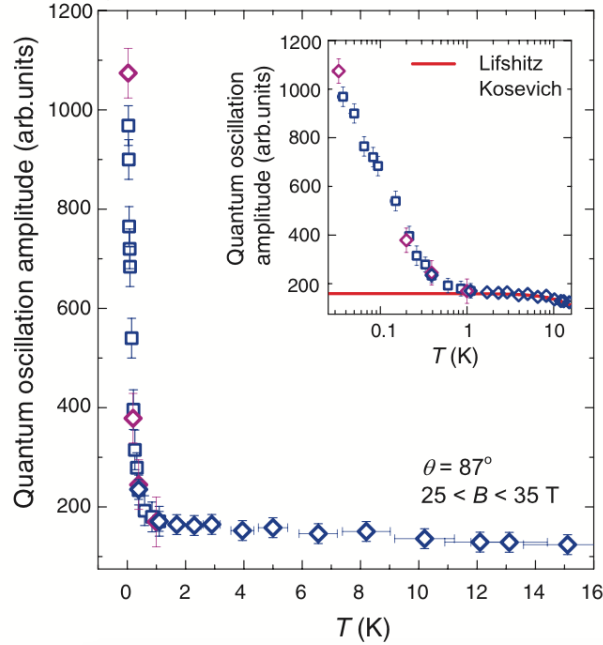 1200
1000
800
600
400
200
0 2 4 6 8 10 12 14 16
Quantum oscillation amplitude (arb.units)
T (K)
1200
1000
800
600
400
200
0.1 1 10
Quantum oscillation
amplitude (arb.units)
T (K)
Lifshitz
Kosevich
θ = 87°
25 < B < 35 T